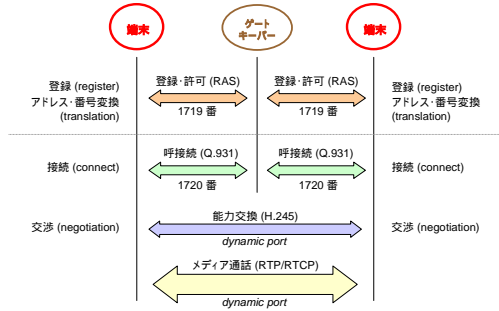 端末
ゲート
キーパー
端末
登録 (register)
アドレス・番号変換
(translation)
登録・許可 (RAS)
1719 番
登録・許可 (RAS)
1719 番
登録 (register)
アドレス・番号変換
(translation)
接続 (connect)
呼接続 (Q.931)
1720 番
呼接続 (Q.931)
1720 番
接続 (connect)
交渉 (negotiation)
能力交換 (H.245)
dynamic port
交渉 (negotiation)
メディア通話 (RTP/RTCP)
dynamic port